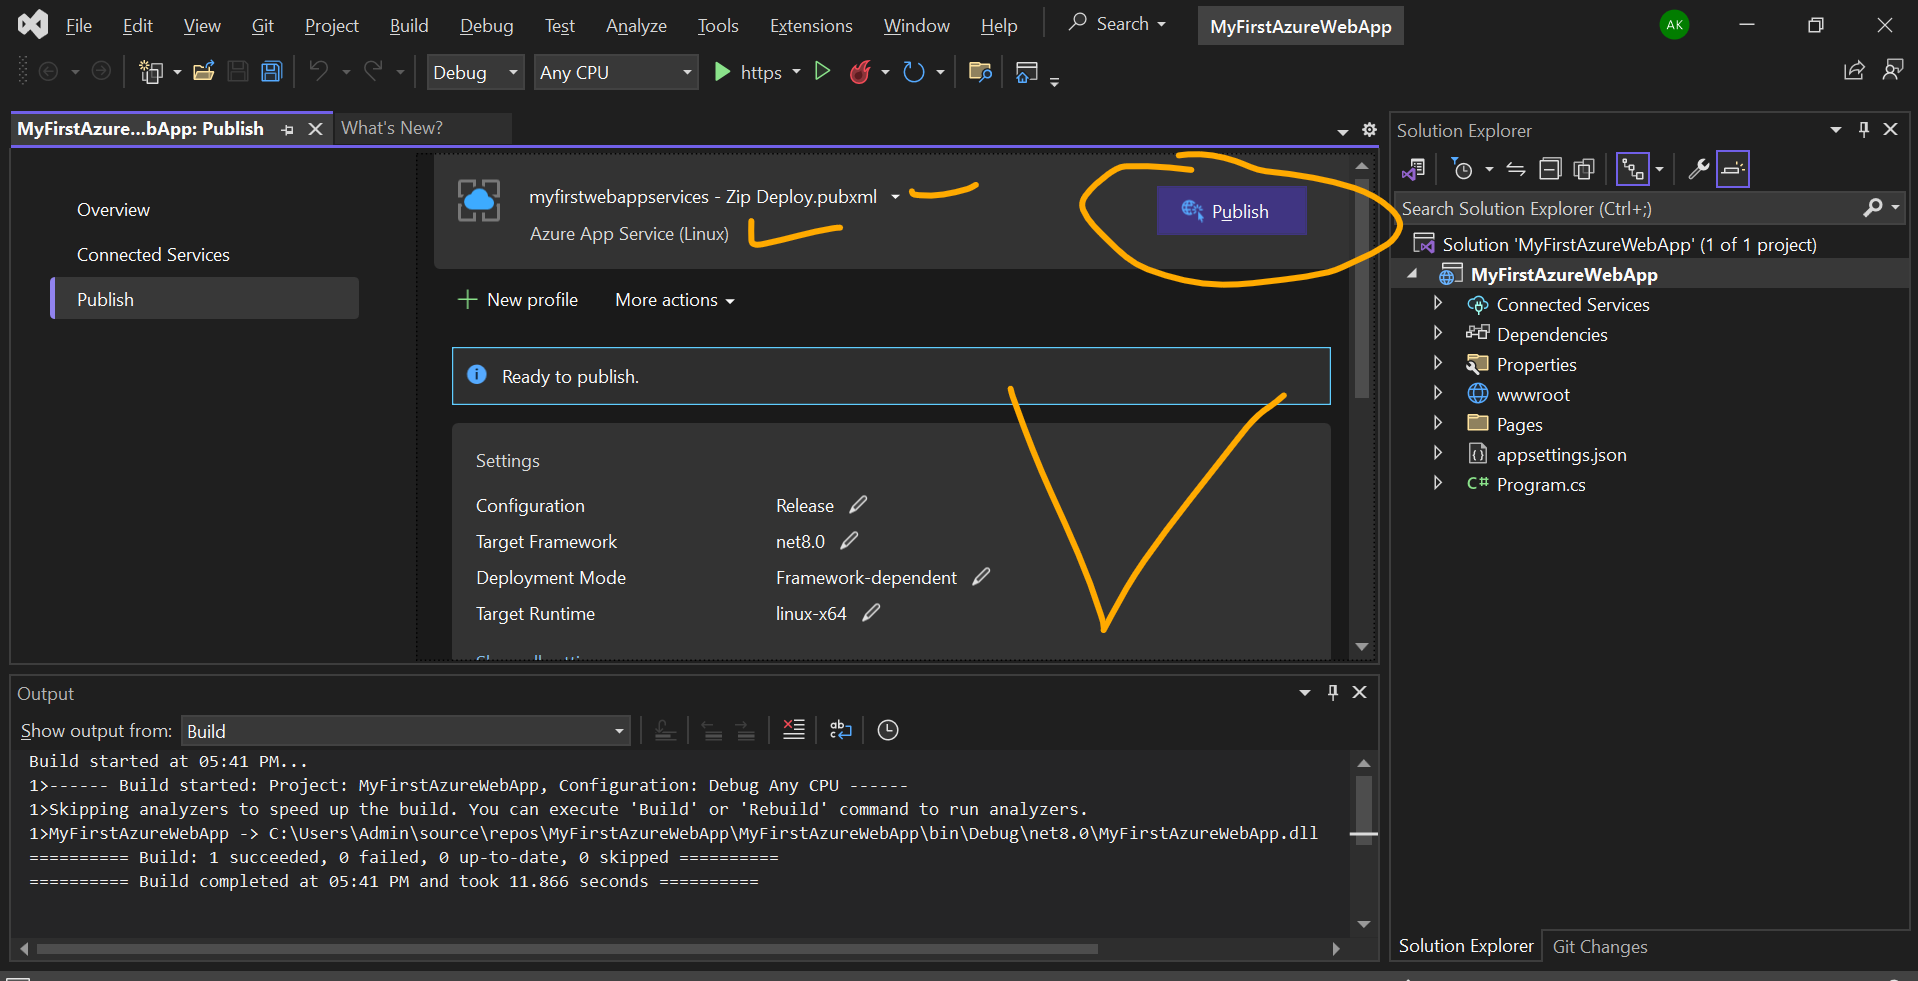 File Edit View Git Project Build Debug Test Analyze Tools Extensions Window Help Search MyFirstAzureWebApp AK
Debug Any CPU https
MyFirstAzure...bApp: Publish What's New?
Overview
Connected Services
Publish
myfirstwebappservices - Zip Deploy.pubxml
Azure App Service (Linux)
Publish
New profile More actions
Ready to publish.
Settings
Configuration Release
Target Framework net8.0
Deployment Mode Framework-dependent
Target Runtime linux-x64
Output
Show output from: Build
Build started at 05:41 PM...
1>------ Build started: Project: MyFirstAzureWebApp, Configuration: Debug Any CPU ------
1>Skipping analyzers to speed up the build. You can execute 'Build' or 'Rebuild' command to run analyzers.
1>MyFirstAzureWebApp -> C:\Users\Admin\source\repos\MyFirstAzureWebApp\MyFirstAzureWebApp\bin\Debug\net8.0\MyFirstAzureWebApp.dll
========== Build: 1 succeeded, 0 failed, 0 up-to-date, 0 skipped ==========
========== Build completed at 05:41 PM and took 11.866 seconds ==========
Solution Explorer
Search Solution Explorer (Ctrl+;)
Solution 'MyFirstAzureWebApp' (1 of 1 project)
MyFirstAzureWebApp
Connected Services
Dependencies
Properties
wwwroot
Pages
appsettings.json
C# Program.cs
Solution Explorer Git Changes